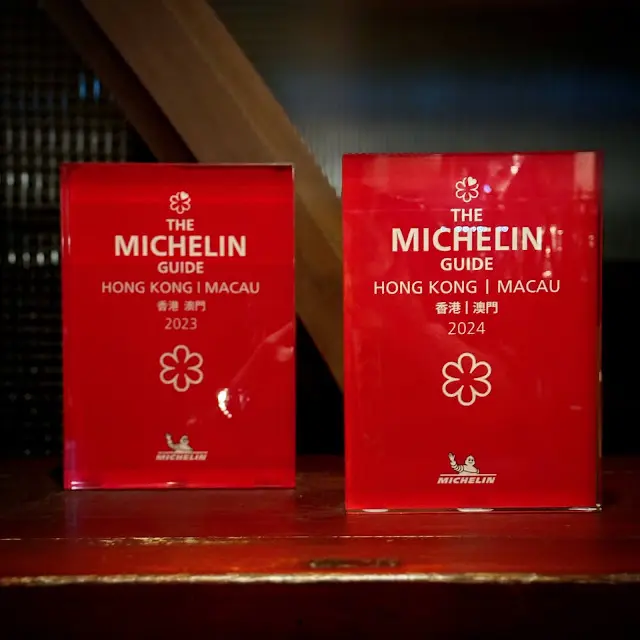 THE
MICHELIN
GUIDE
HONG KONG | MACAU
香港 澳門
2023
MICHELIN
THE
MICHELIN
GUIDE
HONG KONG | MACAU
香港 | 澳門
2024
MICHELIN